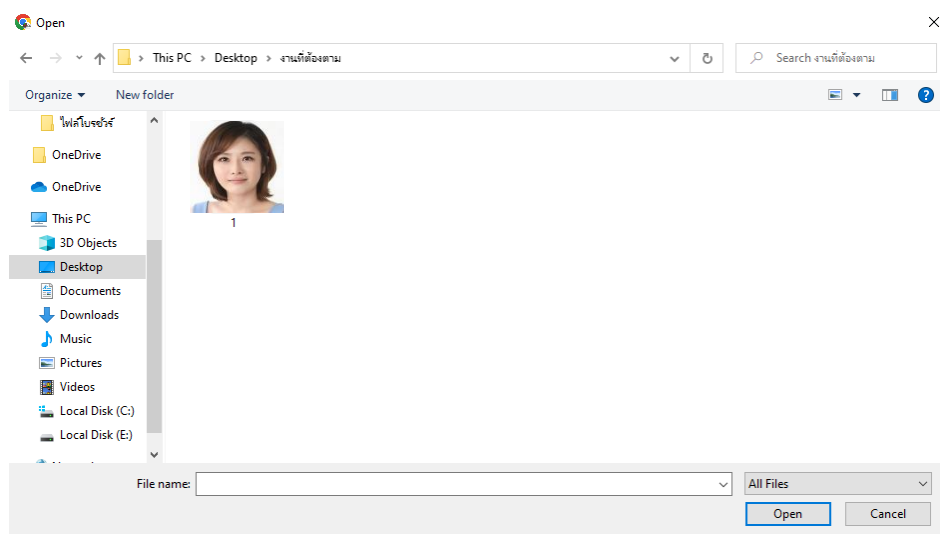 Open
This PC > Desktop > งานที่ต้องตาม
Search งานที่ต้องตาม
Organize
New folder
ไฟล์โบรชัวร์
OneDrive
OneDrive
This PC
3D Objects
Desktop
Documents
Downloads
Music
Pictures
Videos
Local Disk (C:)
Local Disk (E:)
1
File name:
All Files
Open
Cancel